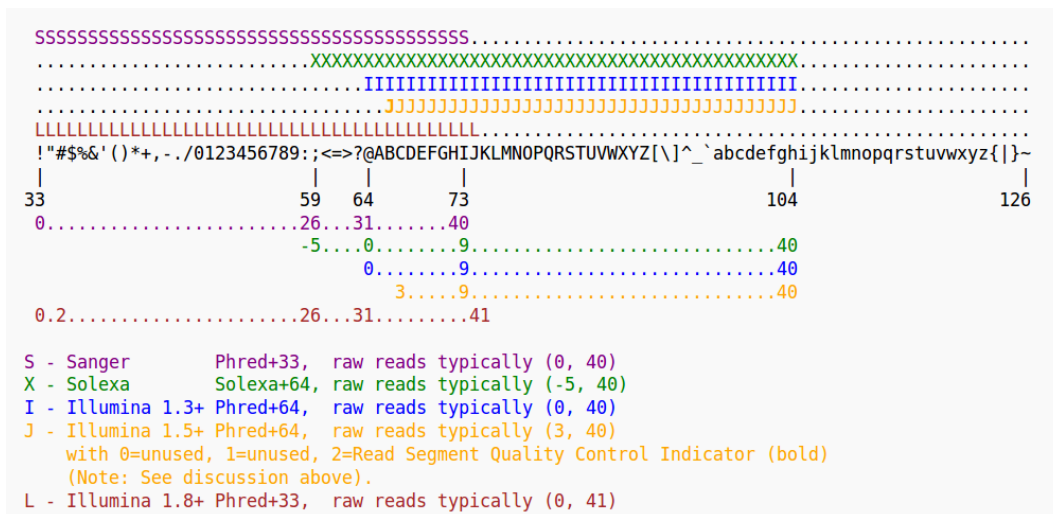 SSSSSSSSSSSSSSSSSSSSSSSSSSSSSSSSSSSSSSSSS.....................................................
..........................XXXXXXXXXXXXXXXXXXXXXXXXXXXXXXXXXXXXXXXXXXXXXX......................
...............................IIIIIIIIIIIIIIIIIIIIIIIIIIIIIIIIIIIIIIIII......................
.................................JJJJJJJJJJJJJJJJJJJJJJJJJJJJJJJJJJJJJJJ......................
LLLLLLLLLLLLLLLLLLLLLLLLLLLLLLLLLLLLLLLLLL....................................................
!"#$%&'()*+,-./0123456789:;<=>?@ABCDEFGHIJKLMNOPQRSTUVWXYZ[\]^_`abcdefghijklmnopqrstuvwxyz{|}~
| | | | | |
33 59 64 73 104 126
0........................26...31.......40
-5....0........9.............................40
0........9.............................40
3.....9.............................40
0.2......................26...31.........41
S - Sanger Phred+33, raw reads typically (0, 40)
X - Solexa Solexa+64, raw reads typically (-5, 40)
I - Illumina 1.3+ Phred+64, raw reads typically (0, 40)
J - Illumina 1.5+ Phred+64, raw reads typically (3, 40)
with 0=unused, 1=unused, 2=Read Segment Quality Control Indicator (bold)
(Note: See discussion above).
L - Illumina 1.8+ Phred+33, raw reads typically (0, 41)